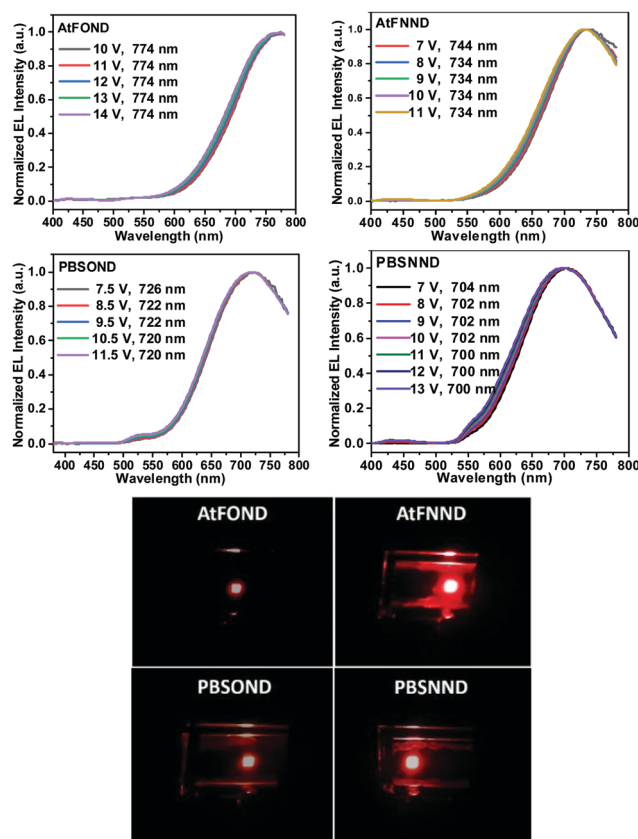 AtFOND
10 V, 774 nm
11 V, 774 nm
12 V, 774 nm
13 V, 774 nm
14 V, 774 nm
Normalized EL Intensity (a.u.)
1.0
0.8
0.6
0.4
0.2
0.0
400 450 500 550 600 650 700 750 800
Wavelength (nm)
AtFNND
7 V, 744 nm
8 V, 734 nm
9 V, 734 nm
10 V, 734 nm
11 V, 734 nm
Normalized EL Intensity (a.u.)
1.0
0.8
0.6
0.4
0.2
0.0
400 450 500 550 600 650 700 750 800
Wavelength (nm)
PBSOND
7.5 V, 726 nm
8.5 V, 722 nm
9.5 V, 722 nm
10.5 V, 720 nm
11.5 V, 720 nm
Normalized EL Intensity (a.u.)
1.0
0.8
0.6
0.4
0.2
0.0
400 450 500 550 600 650 700 750 800
Wavelength (nm)
PBSNND
7 V, 704 nm
8 V, 702 nm
9 V, 702 nm
10 V, 702 nm
11 V, 700 nm
12 V, 700 nm
13 V, 700 nm
Normalized EL Intensity (a.u.)
1.0
0.8
0.6
0.4
0.2
0.0
400 450 500 550 600 650 700 750 800
Wavelength (nm)
AtFOND
AtFNND
PBSOND
PBSNND